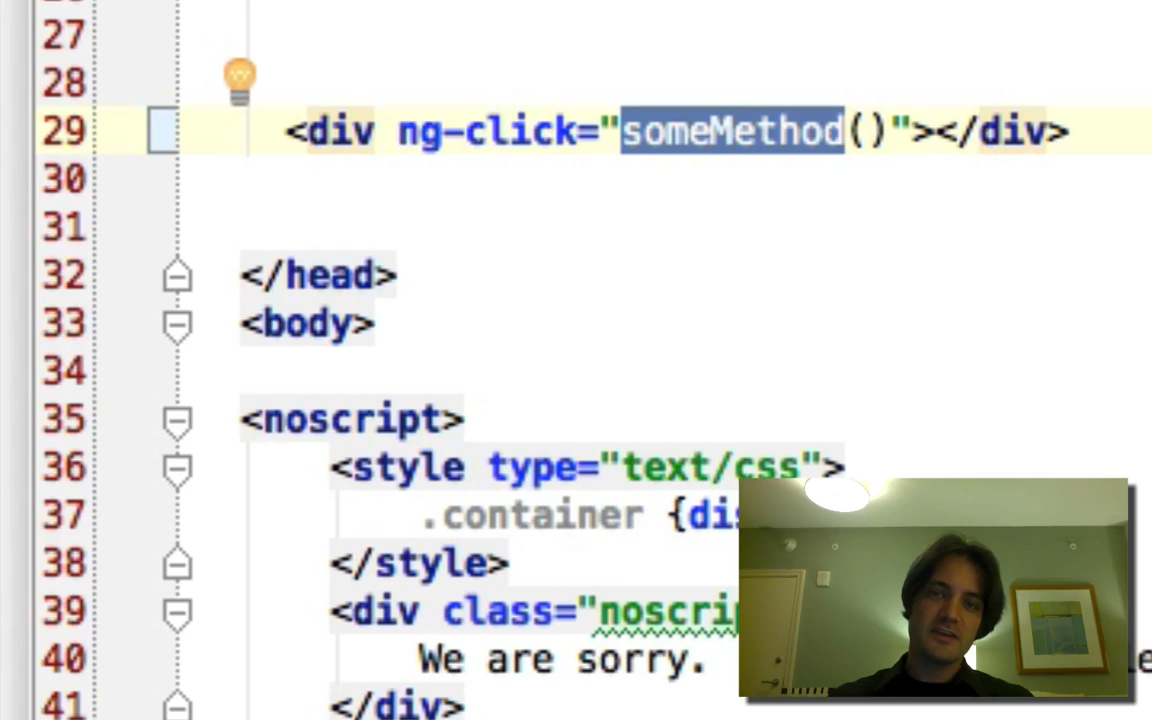 27
28
29 <div ng-click="someMethod()"></div>
30
31
32 </head>
33 <body>
34
35 <noscript>
36 <style type="text/css">
37 .container {dis
38 </style>
39 <div class="noscrip
40 We are sorry.
41 </div>